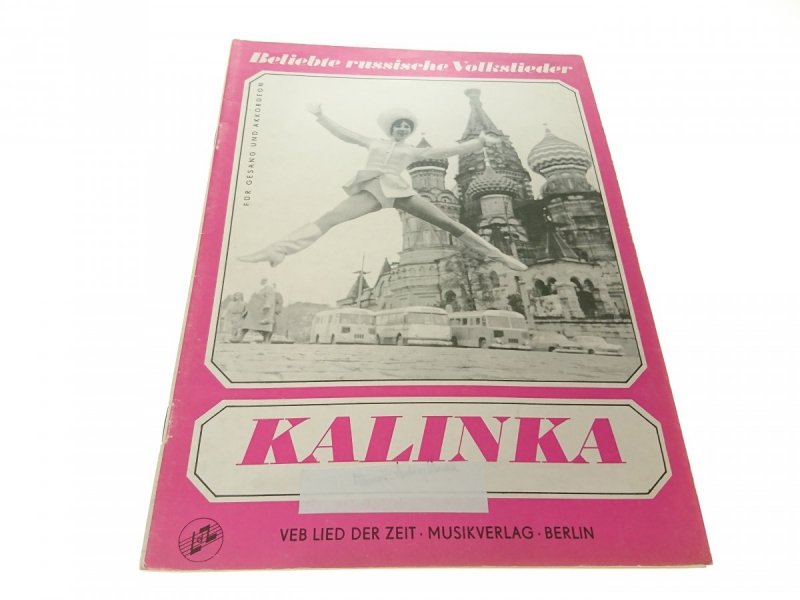 Beliebte russische Volkslieder
FÜR GESANG UND AKKORDEON
KALINKA
VEB LIED DER ZEIT · MUSIKVERLAG · BERLIN